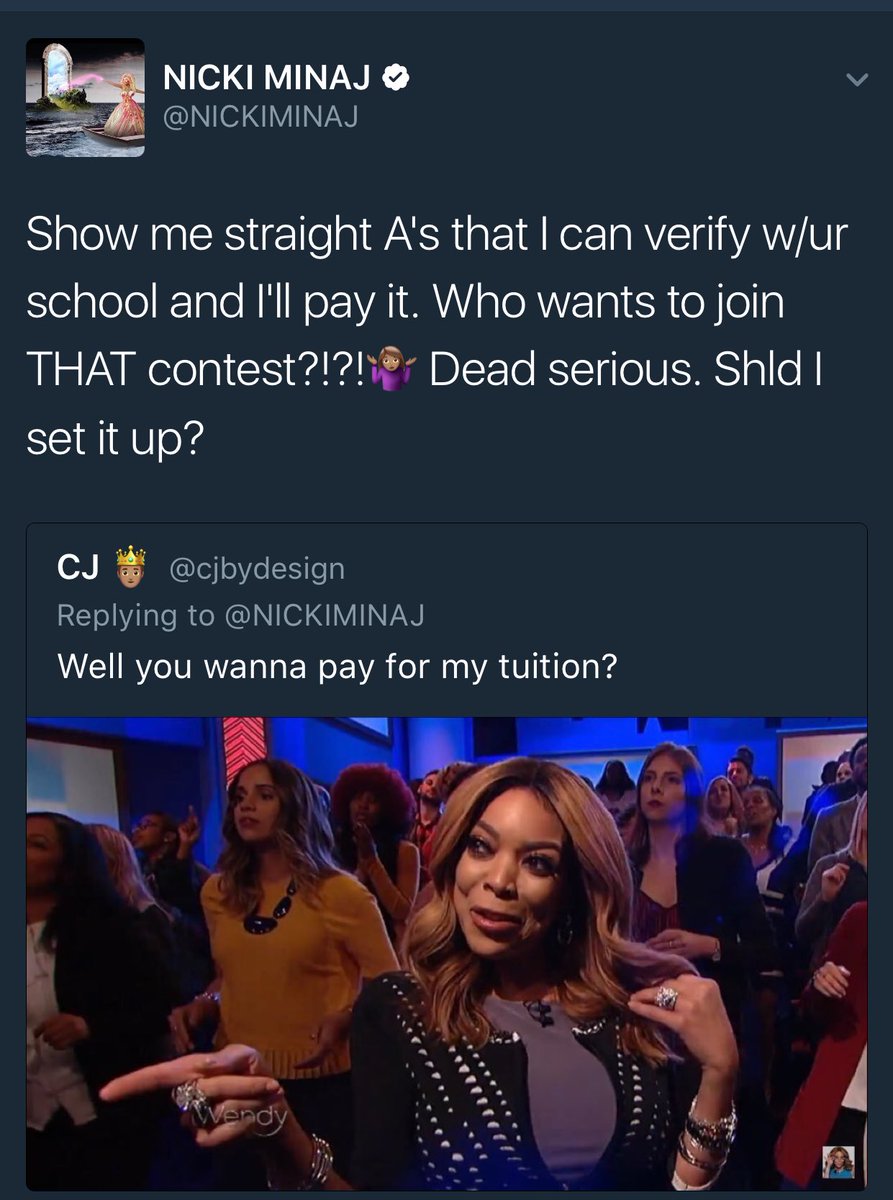 NICKI MINAJ
@NICKIMINAJ
Show me straight A's that I can verify w/ur
school and I'll pay it. Who wants to join
THAT contest?!?!🤷🏽‍♀️ Dead serious. Shld I
set it up?
CJ 🤴🏽 @cjbydesign
Replying to @NICKIMINAJ
Well you wanna pay for my tuition?
Wendy